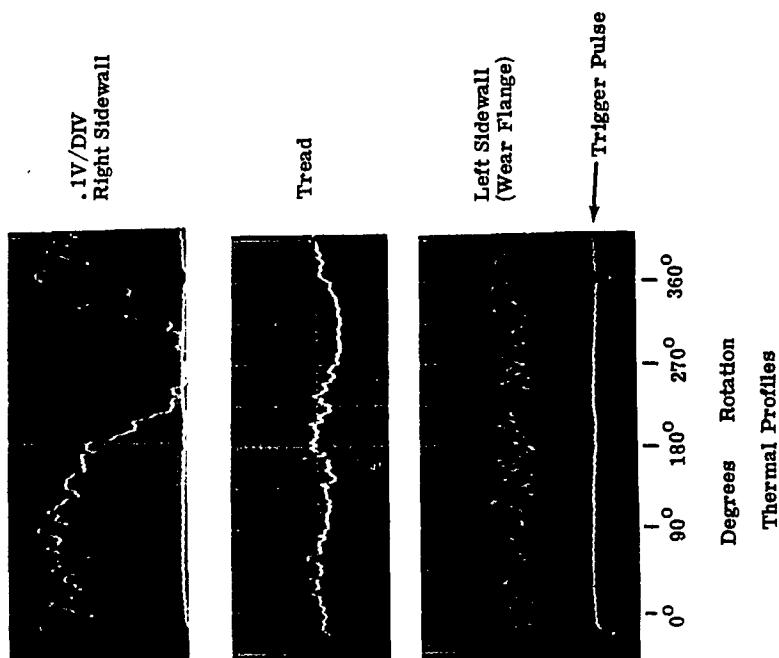 .1V/DIV
Right Sidewall
Tread
Left Sidewall
(Wear Flange)
Trigger Pulse
0° 90° 180° 270° 360°
Degrees Rotation
Thermal Profiles